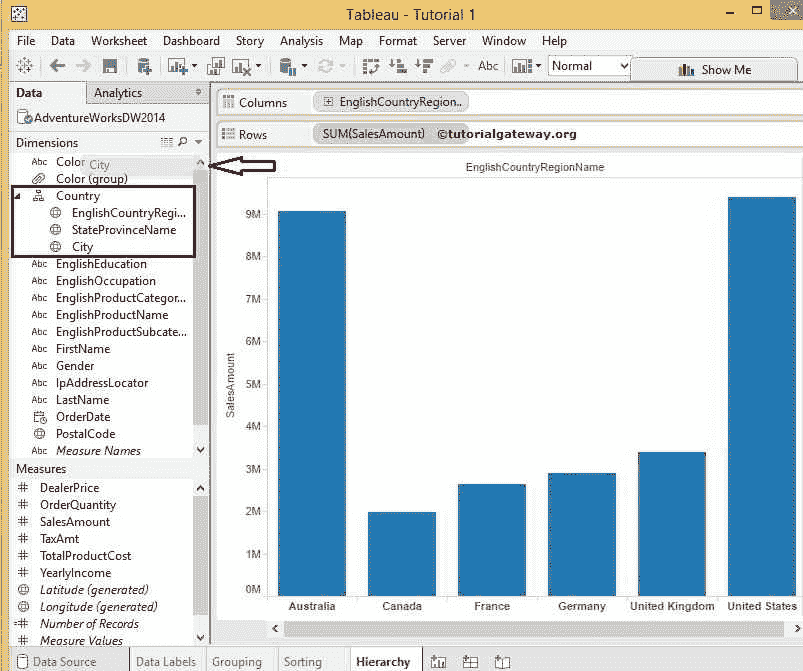 Tableau - Tutorial 1
File Data Worksheet Dashboard Story Analysis Map Format Server Window Help
Abc Normal Show Me
Data Analytics
AdventureWorksDW2014
Dimensions
Abc Color City
Color (group)
Country
EnglishCountryRegi...
StateProvinceName
City
Abc EnglishEducation
Abc EnglishOccupation
Abc EnglishProductCategor...
Abc EnglishProductName
Abc EnglishProductSubcate...
Abc FirstName
Abc Gender
Abc IpAddressLocator
Abc LastName
OrderDate
PostalCode
Abc Measure Names
Measures
# DealerPrice
# OrderQuantity
# SalesAmount
# TaxAmt
# TotalProductCost
# YearlyIncome
Latitude (generated)
Longitude (generated)
# Number of Records
# Measure Values
Columns EnglishCountryRegion..
Rows SUM(SalesAmount) ©tutorialgateway.org
EnglishCountryRegionName
SalesAmount
9M
8M
7M
6M
5M
4M
3M
2M
1M
0M
Australia Canada France Germany United Kingdom United States
Data Source Data Labels Grouping Sorting Hierarchy